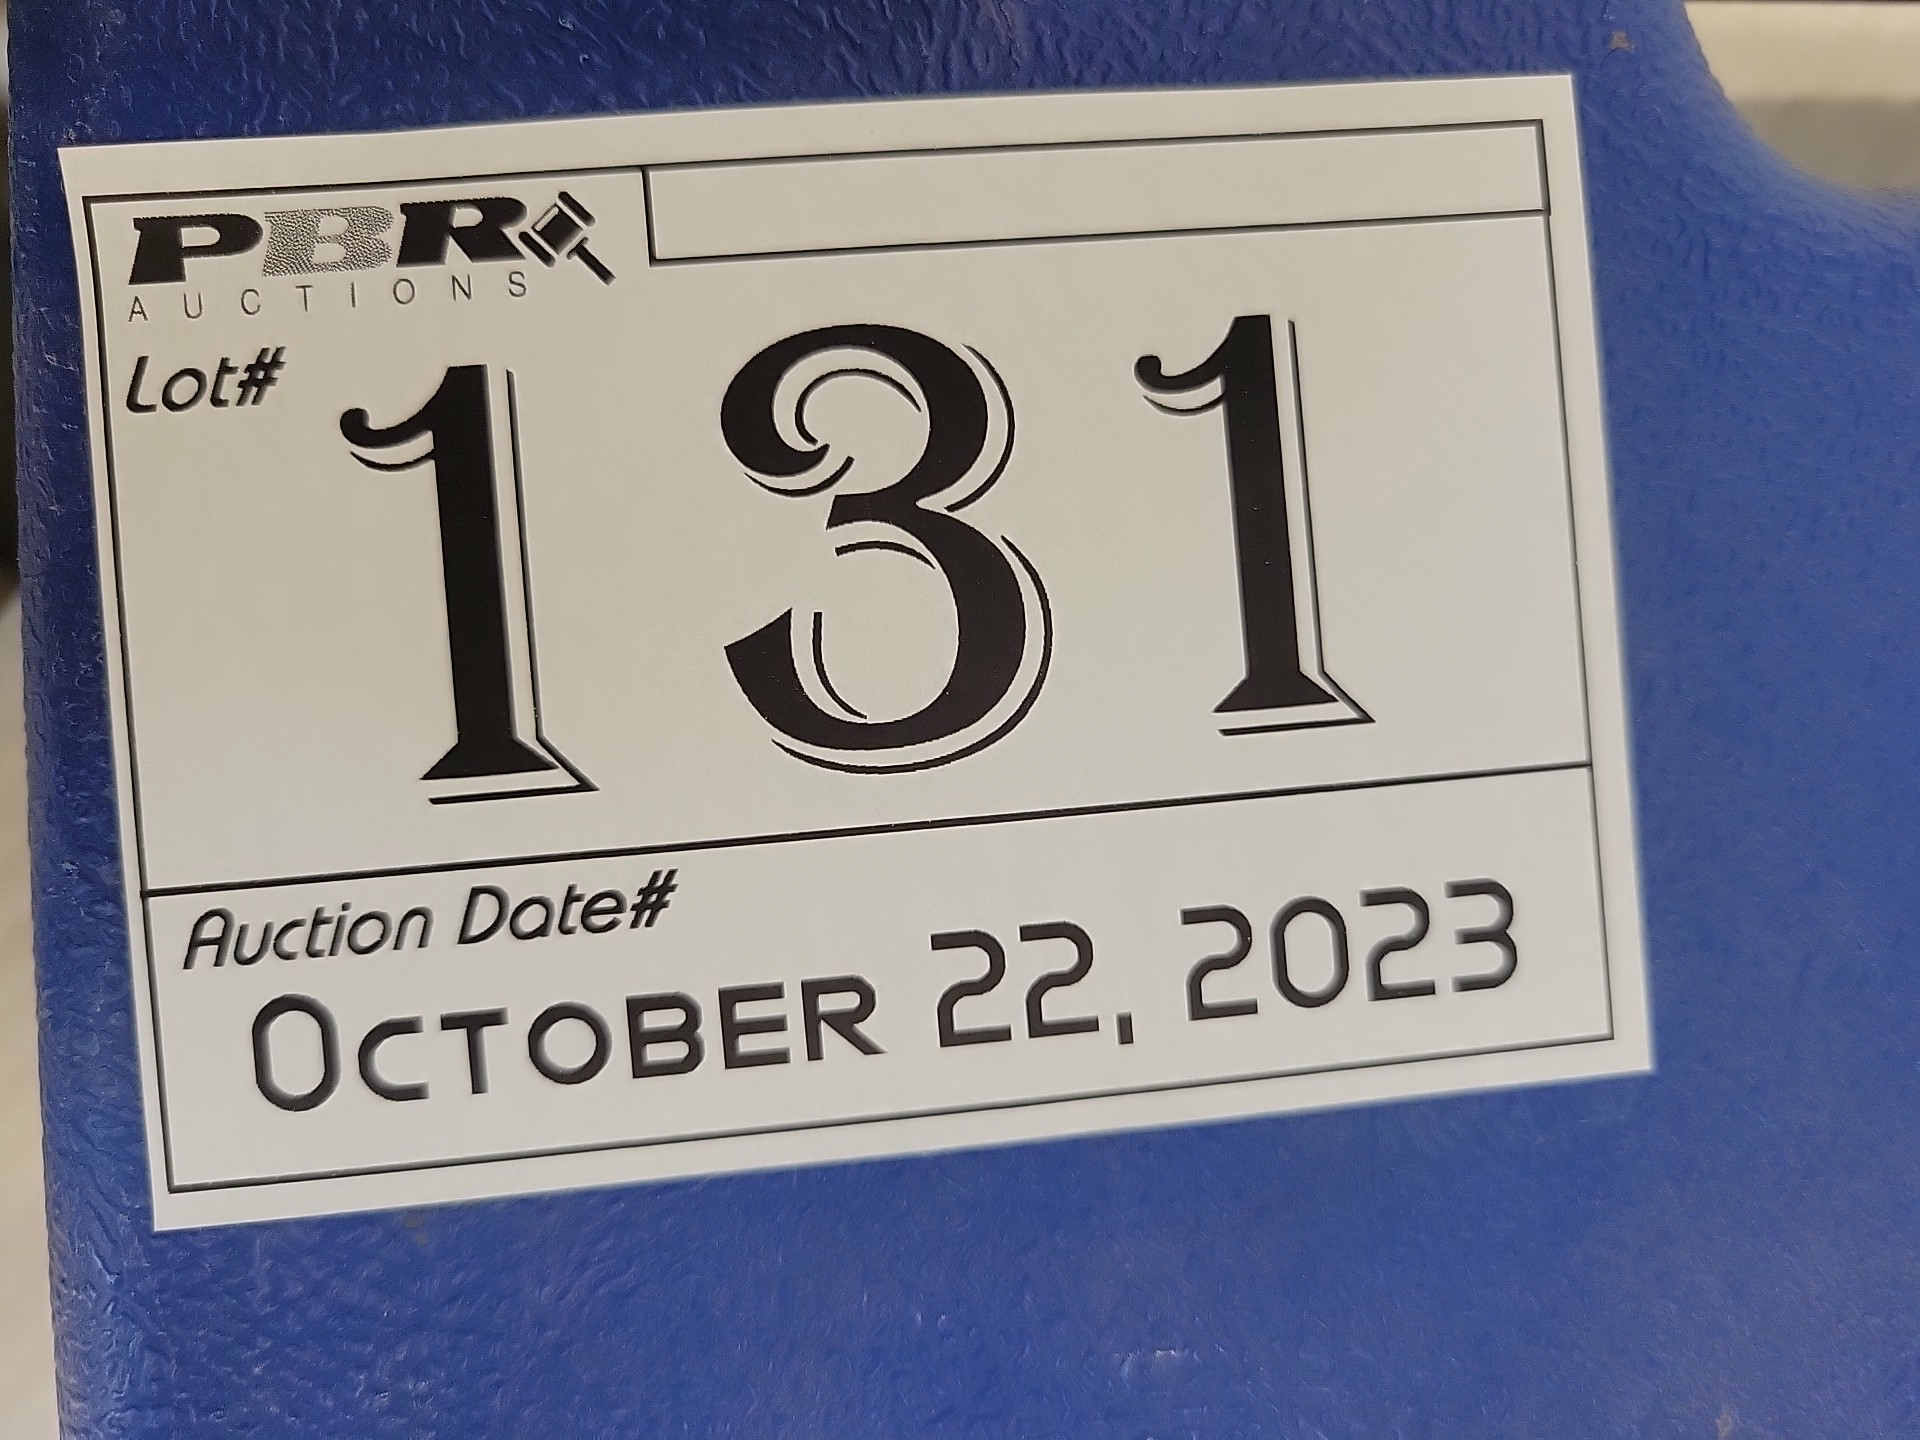 PBR
AUCTIONS
Lot#
131
Auction Date#
OCTOBER 22, 2023